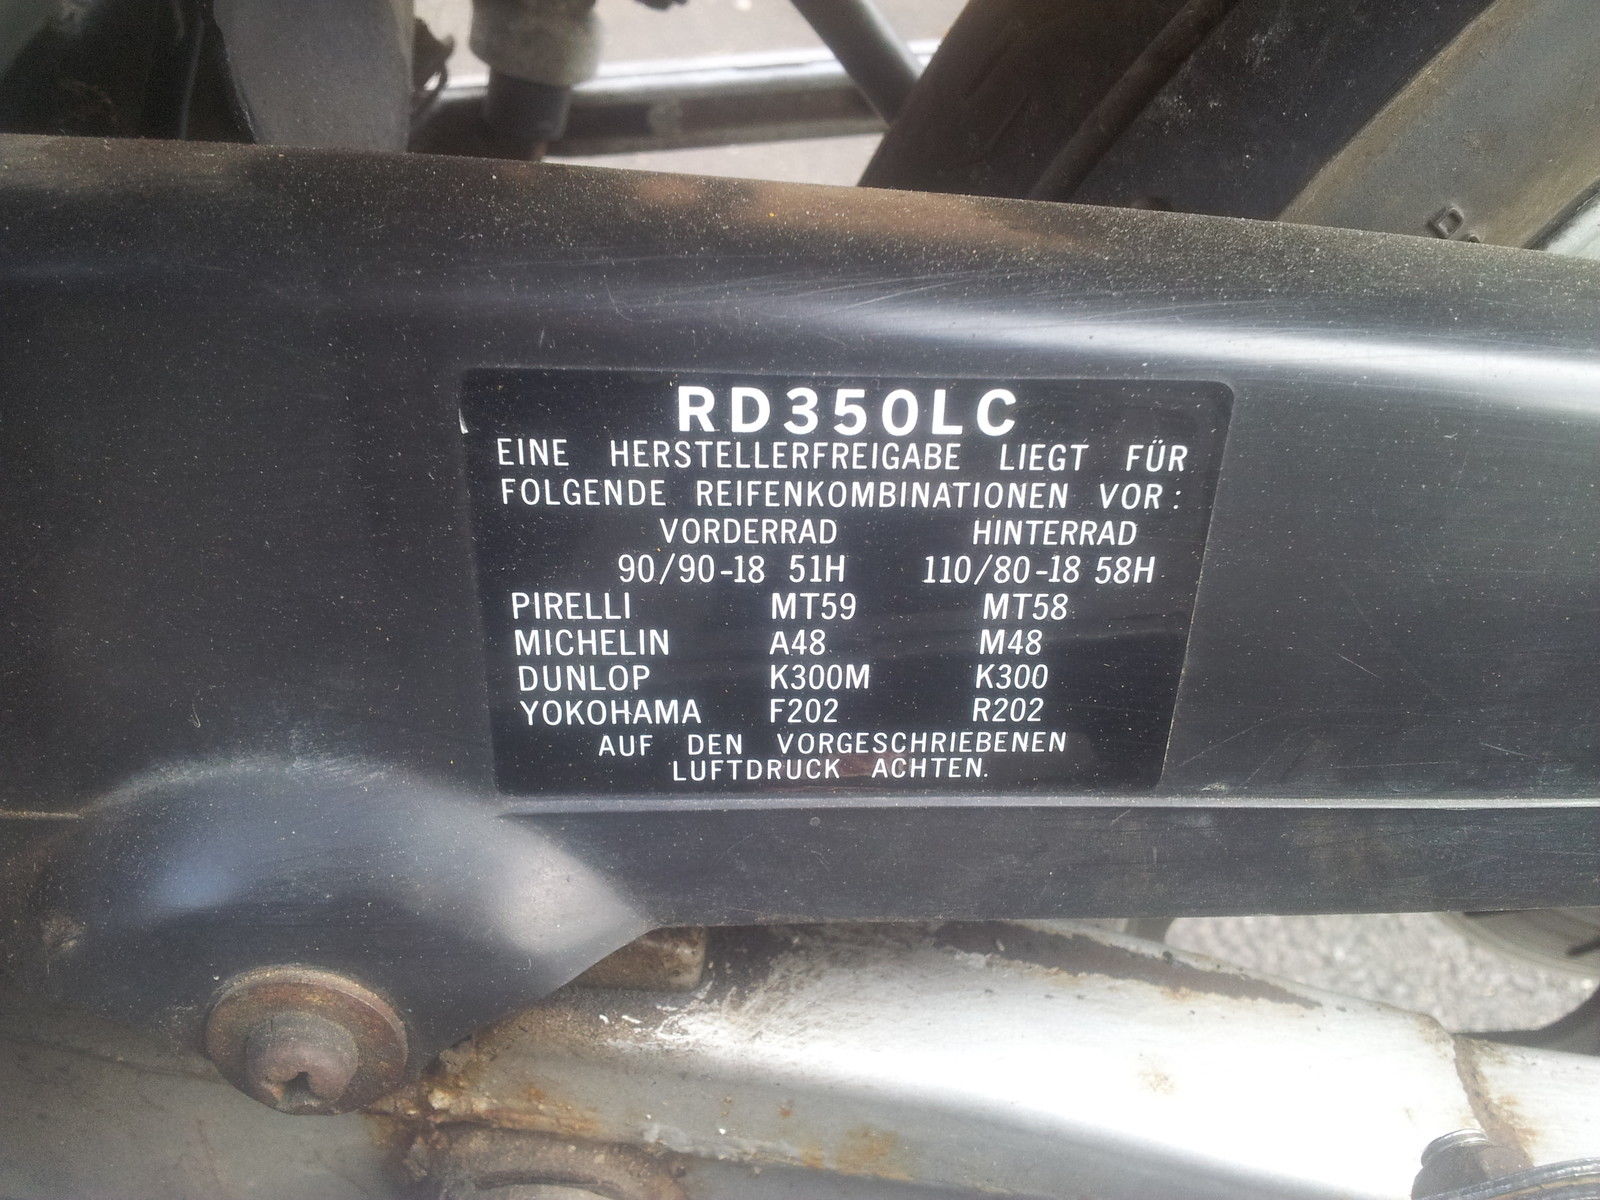 RD350LC
EINE HERSTELLERFREIGABE LIEGT FÜR
FOLGENDE REIFENKOMBINATIONEN VOR:
VORDERRAD HINTERRAD
90/90-18 51H 110/80-18 58H
PIRELLI MT59 MT58
MICHELIN A48 M48
DUNLOP K300M K300
YOKOHAMA F202 R202
AUF DEN VORGESCHRIEBENEN
LUFTDRUCK ACHTEN.